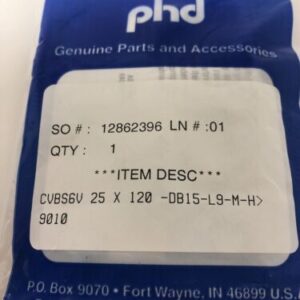 phd
Genuine Parts and Accessories
SO # : 12862396 LN # :01
QTY : 1
***ITEM DESC***
CVBS6V 25 X 120 -DB15-L9-M-H>
9010
P.O. Box 9070 • Fort Wayne, IN 46899 U.S.